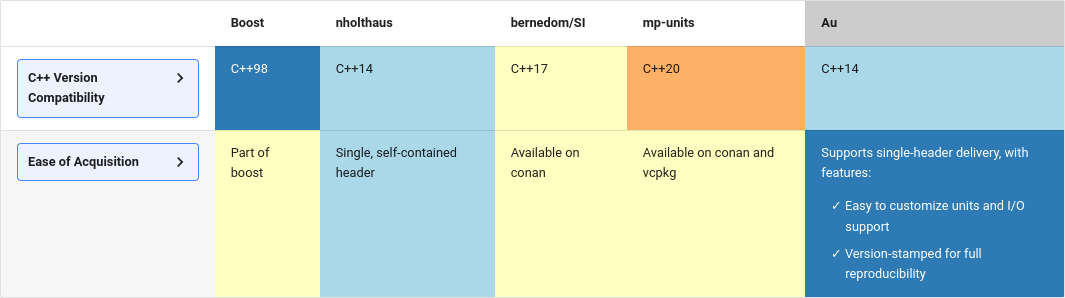 Boost nholthaus bernedom/SI mp-units Au
C++ Version
Compatibility
C++98 C++14 C++17 C++20 C++14
Ease of Acquisition
Part of
boost
Single, self-contained
header
Available on
conan
Available on conan and
vcpkg
Supports single-header delivery, with
features:
✓ Easy to customize units and I/O
support
✓ Version-stamped for full
reproducibility